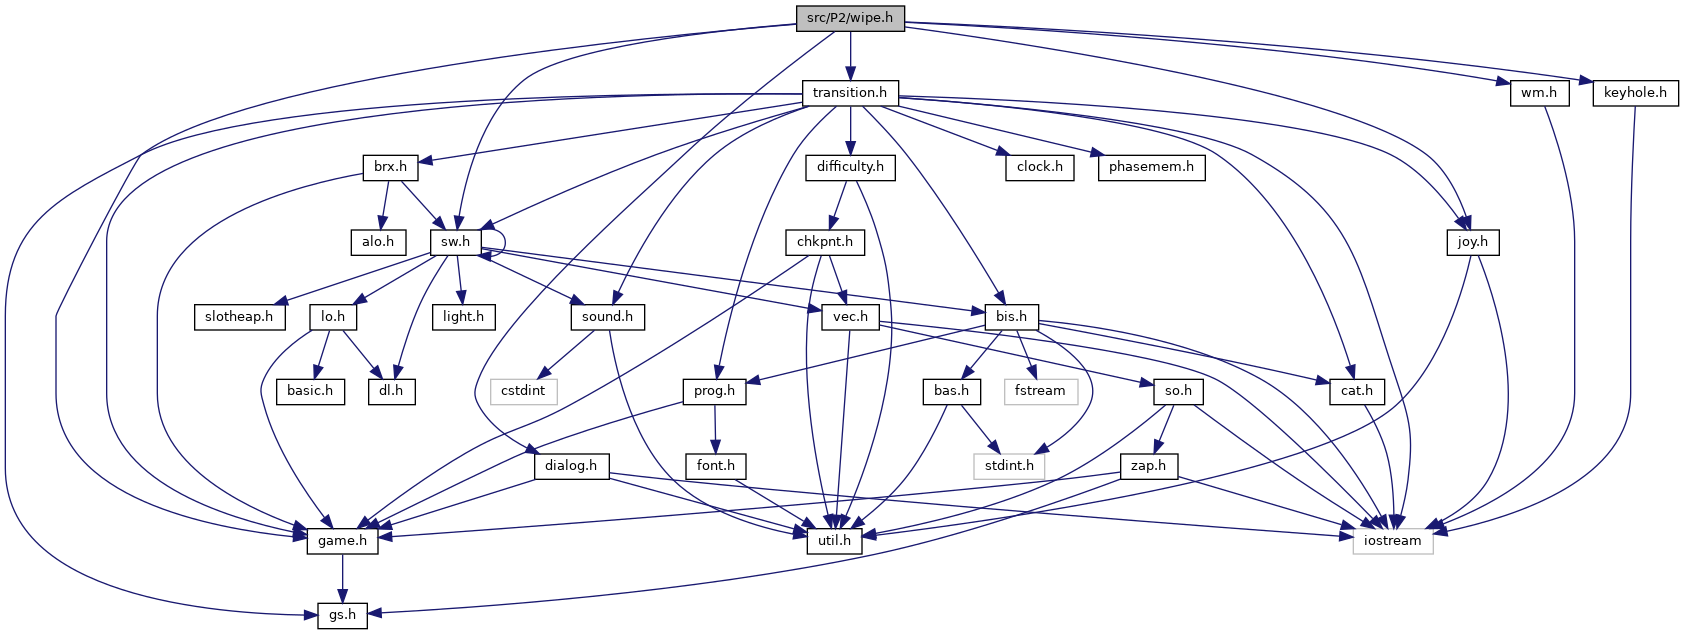 src/P2/wipe.h
transition.h
wm.h
keyhole.h
brx.h
difficulty.h
clock.h
phasemem.h
alo.h
sw.h
chkpnt.h
joy.h
slotheap.h
lo.h
light.h
sound.h
vec.h
bis.h
basic.h
dl.h
cstdint
prog.h
bas.h
fstream
so.h
cat.h
dialog.h
font.h
stdint.h
zap.h
game.h
util.h
iostream
gs.h